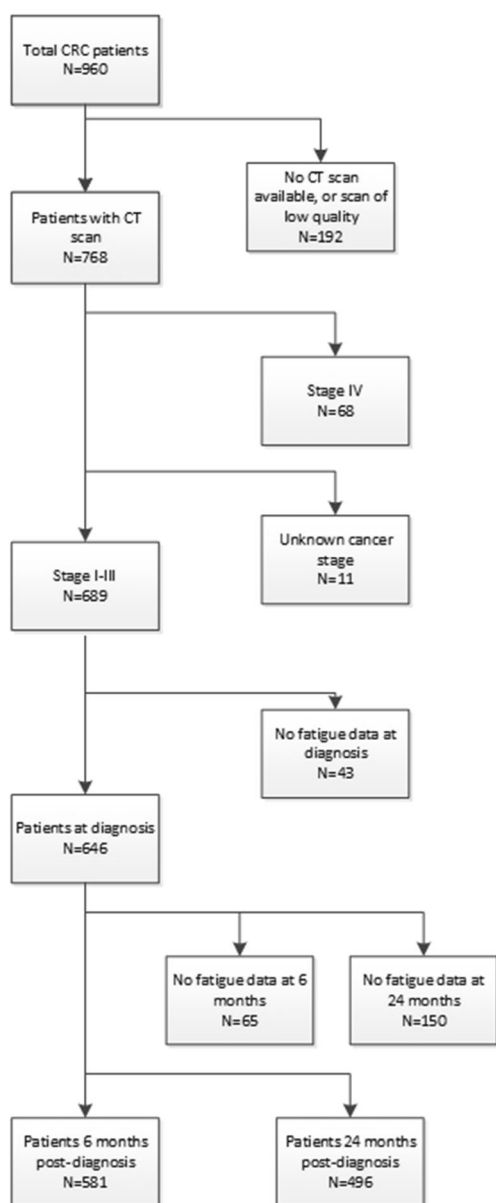 Total CRC patients
N=960
No CT scan
available, or scan of
low quality
N=192
Patients with CT
scan
N=768
Stage IV
N=68
Unknown cancer
stage
N=11
Stage I-III
N=689
No fatigue data at
diagnosis
N=43
Patients at diagnosis
N=646
No fatigue data at 6
months
N=65
No fatigue data at
24 months
N=150
Patients 6 months
post-diagnosis
N=581
Patients 24 months
post-diagnosis
N=496